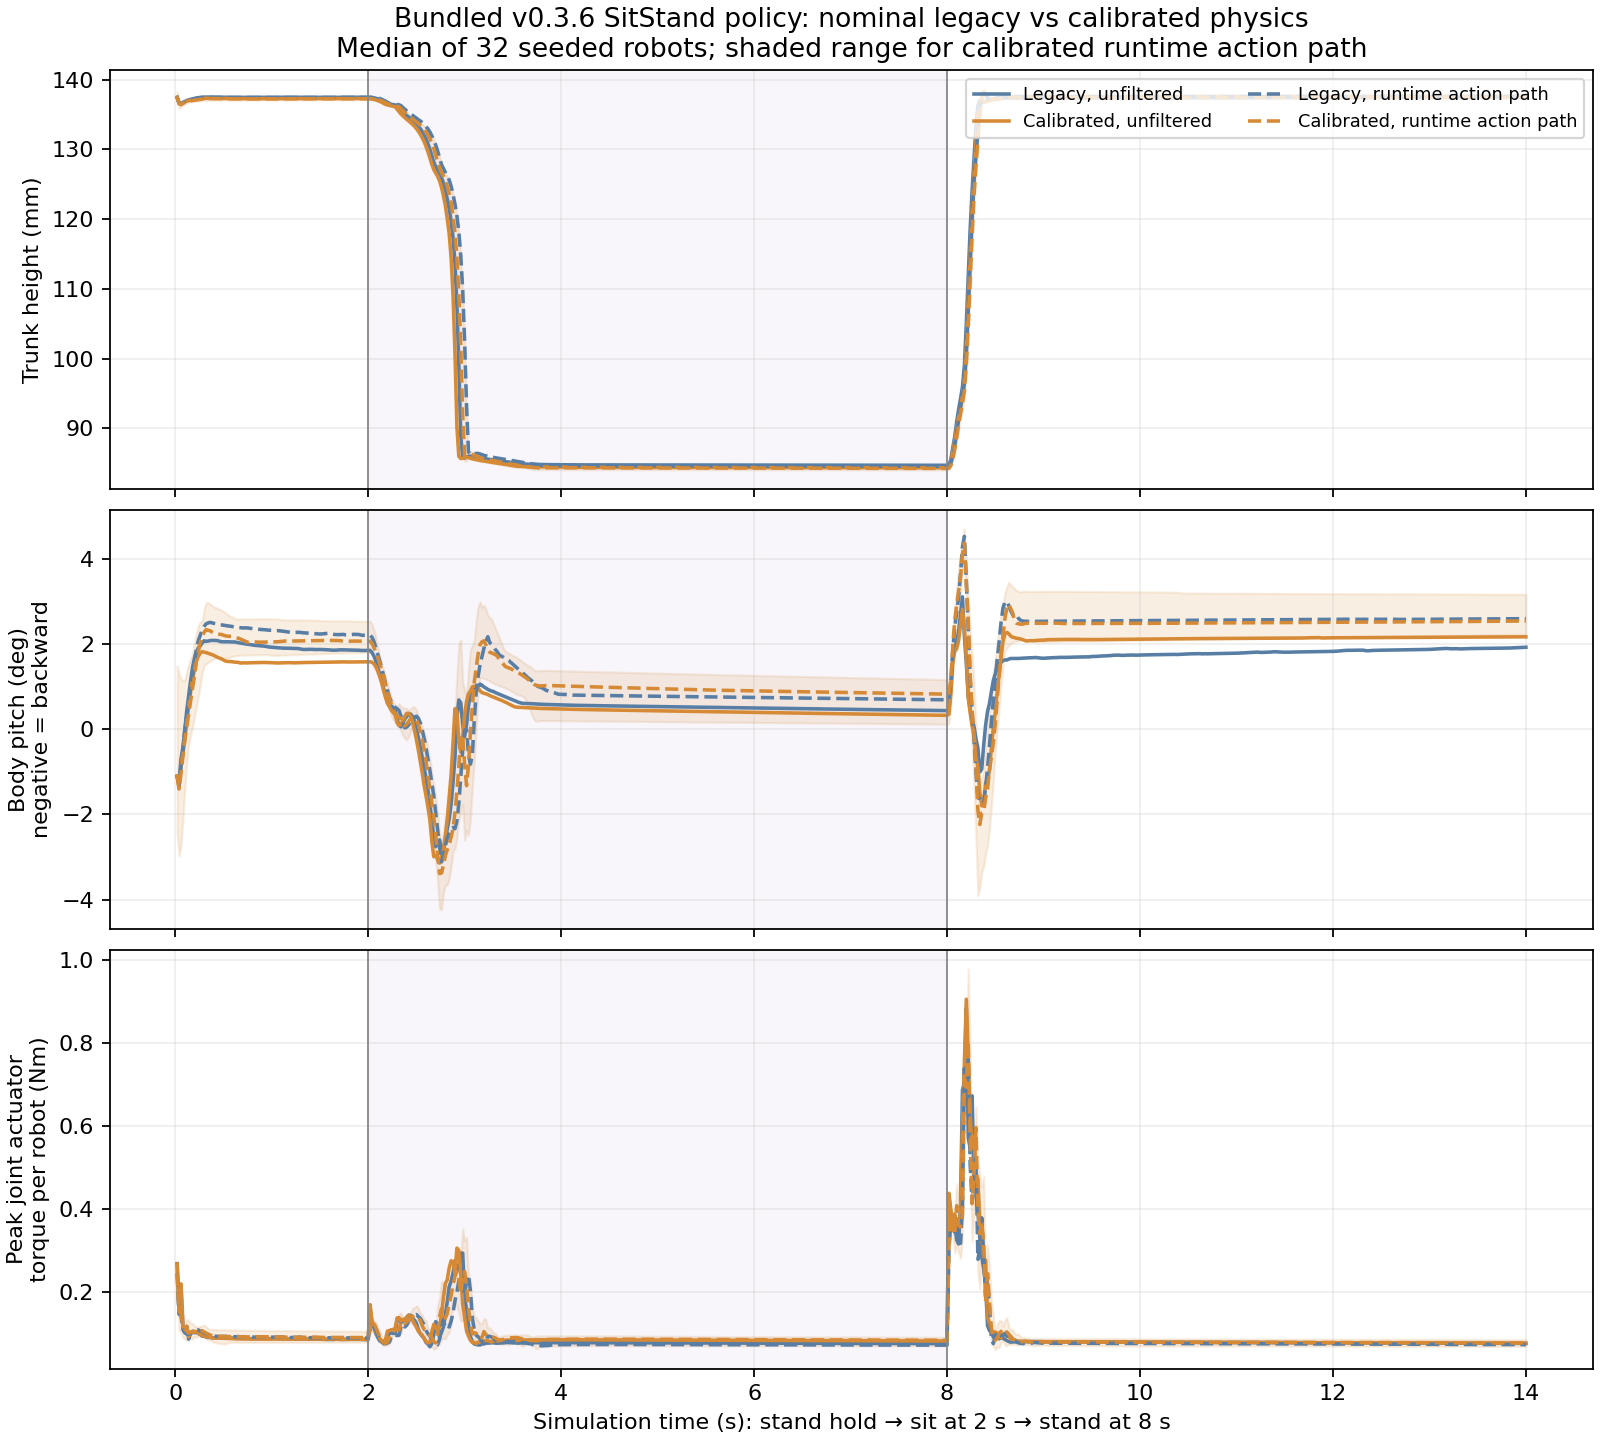 Bundled v0.3.6 SitStand policy: nominal legacy vs calibrated physics
Median of 32 seeded robots; shaded range for calibrated runtime action path
Legacy, unfiltered
Calibrated, unfiltered
Legacy, runtime action path
Calibrated, runtime action path
Trunk height (mm)
140
130
120
110
100
90
Body pitch (deg)
negative = backward
4
2
0
−2
−4
Peak joint actuator
torque per robot (Nm)
1.0
0.8
0.6
0.4
0.2
0 2 4 6 8 10 12 14
Simulation time (s): stand hold → sit at 2 s → stand at 8 s